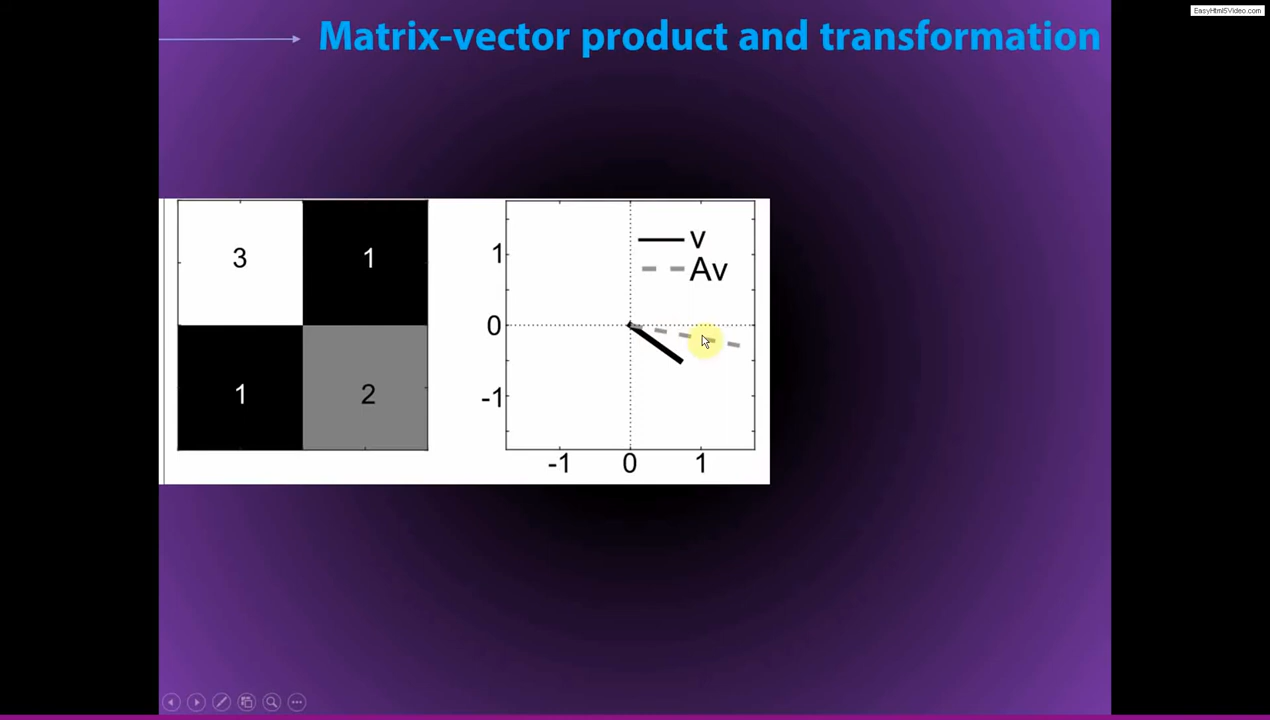 EasyHtml5Video.com
Matrix-vector product and transformation
3 1
1 2
v
Av
1
0
-1
-1 0 1